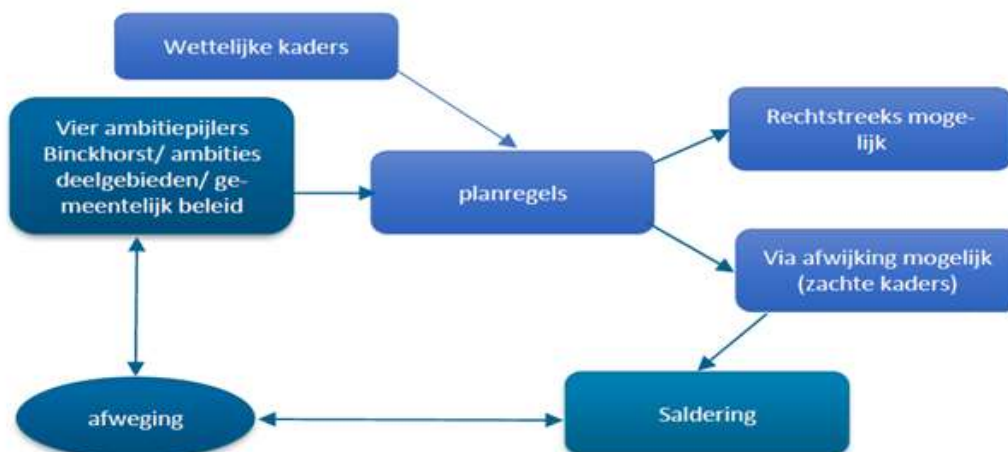 Wettelijke kaders
Vier ambitiepijlers
Binckhorst/ ambities
deelgebieden/ ge-
meentelijk beleid
planregels
Rechtstreeks moge-
lijk
Via afwijking mogelijk
(zachte kaders)
afweging
Saldering